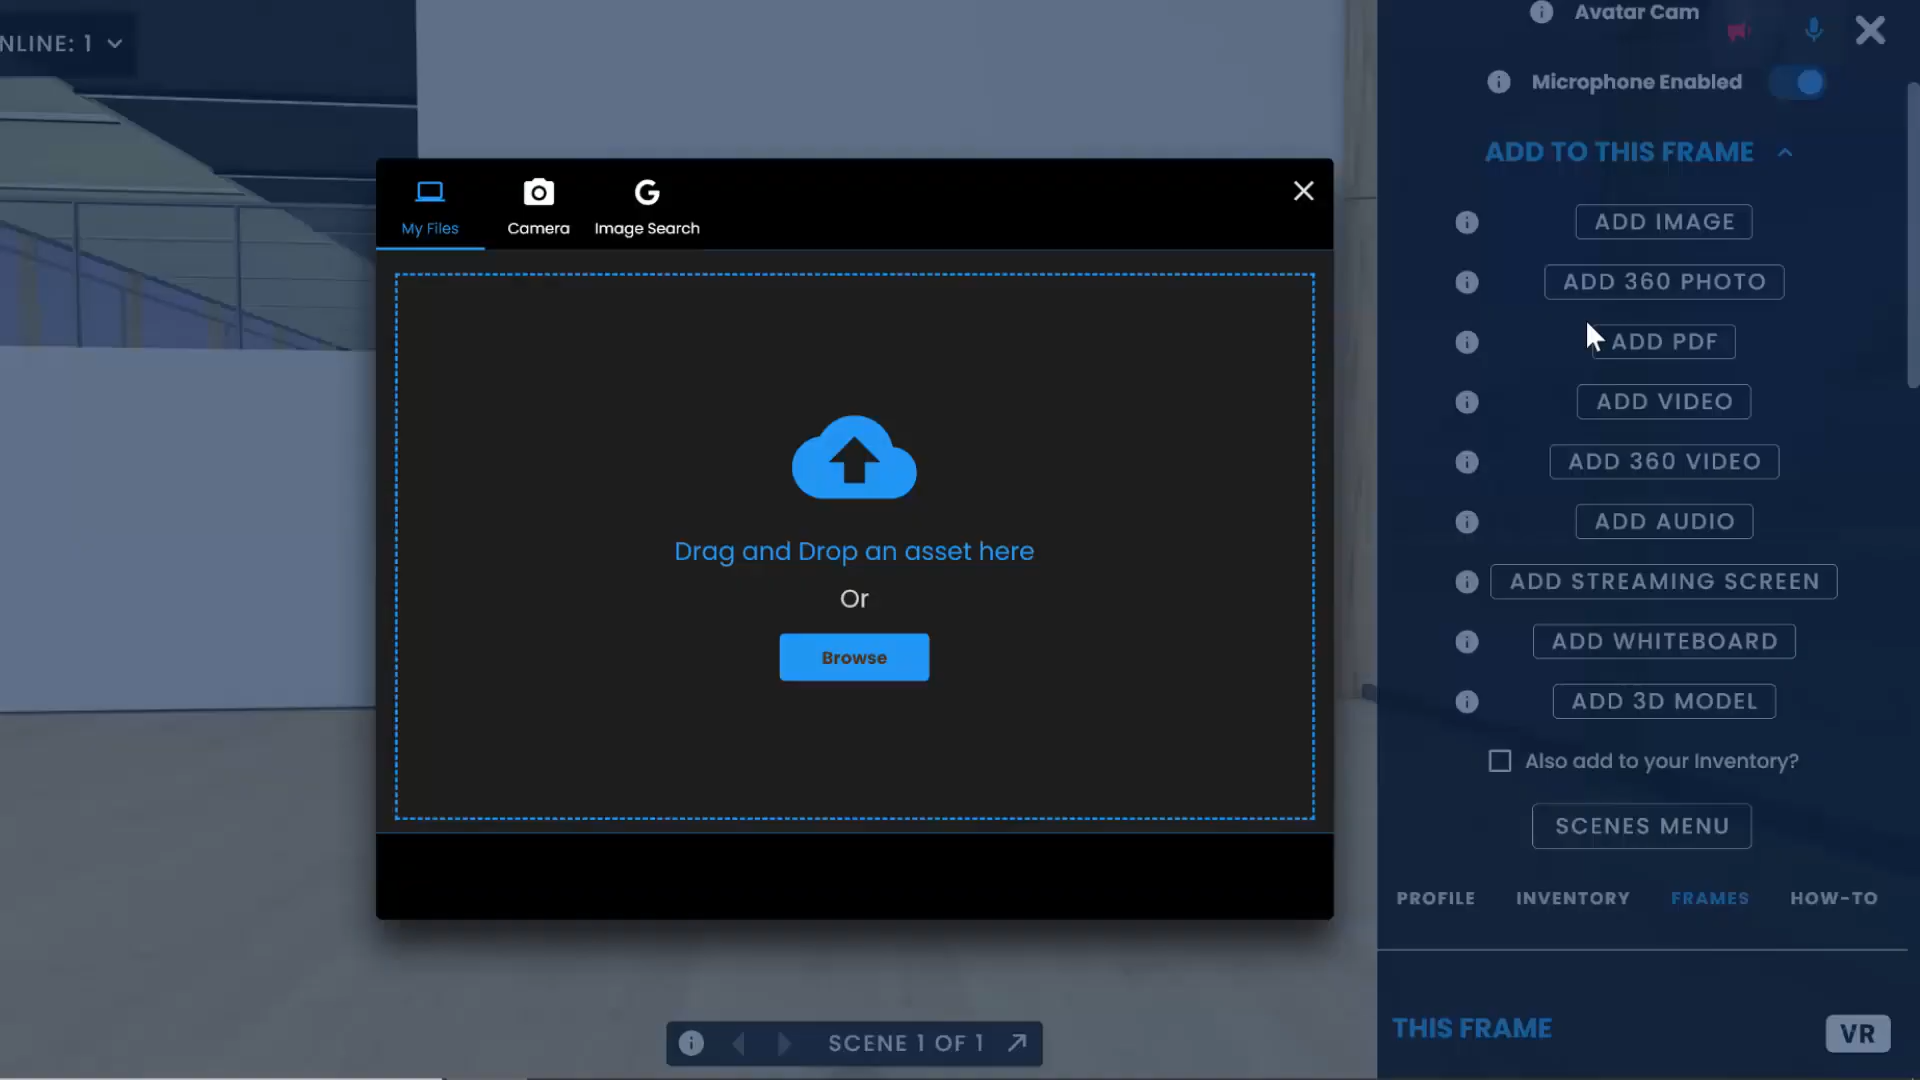 NLINE: 1
My Files
Camera
Image Search
Drag and Drop an asset here
Or
Browse
SCENE 1 OF 1
Avatar Cam
Microphone Enabled
ADD TO THIS FRAME
ADD IMAGE
ADD 360 PHOTO
ADD PDF
ADD VIDEO
ADD 360 VIDEO
ADD AUDIO
ADD STREAMING SCREEN
ADD WHITEBOARD
ADD 3D MODEL
Also add to your Inventory?
SCENES MENU
PROFILE INVENTORY FRAMES HOW-TO
THIS FRAME
VR